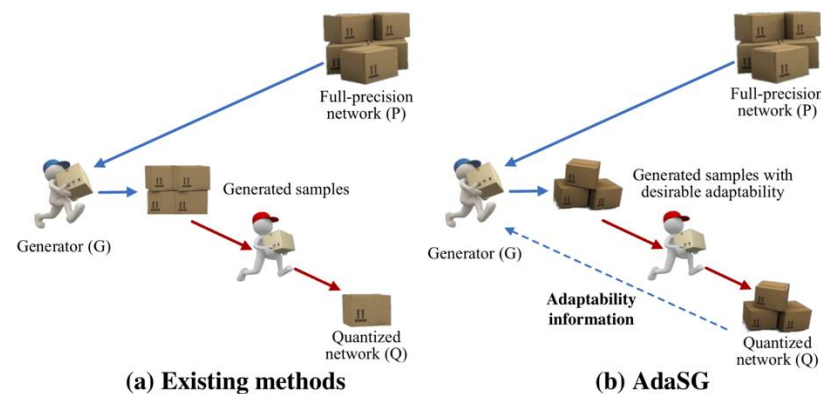 Full-precision
network (P)
Generated samples
Generator (G)
Quantized
network (Q)
(a) Existing methods
Full-precision
network (P)
Generated samples with
desirable adaptability
Generator (G)
Adaptability
information
Quantized
network (Q)
(b) AdaSG